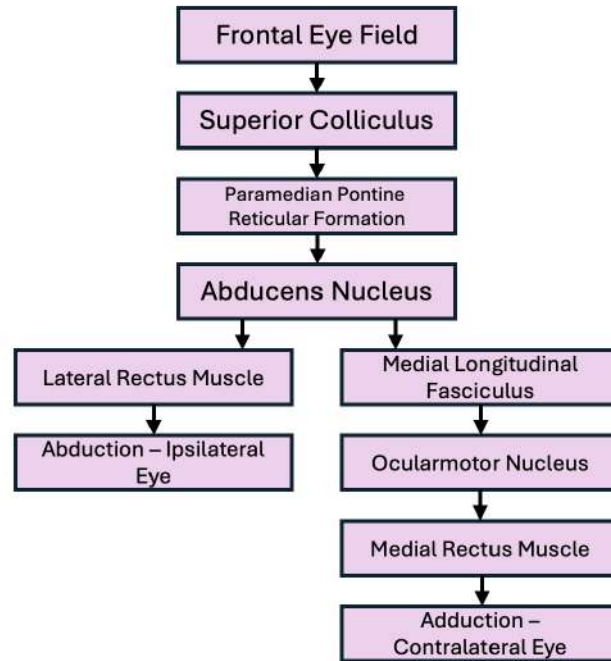 Frontal Eye Field
Superior Colliculus
Paramedian Pontine
Reticular Formation
Abducens Nucleus
Lateral Rectus Muscle
Abduction – Ipsilateral
Eye
Medial Longitudinal
Fasciculus
Ocularmotor Nucleus
Medial Rectus Muscle
Adduction –
Contralateral Eye